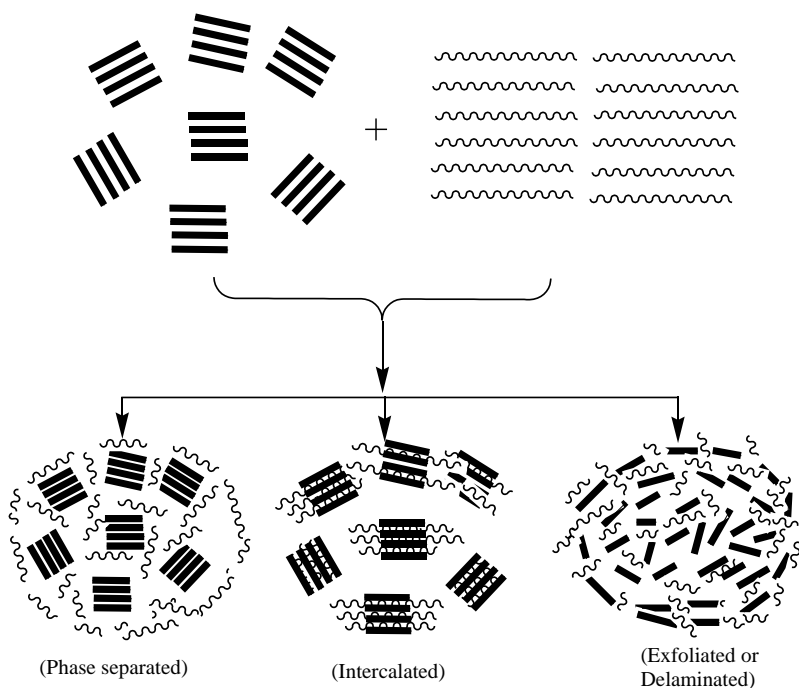 +
(Phase separated)
(Intercalated)
(Exfoliated or
Delaminated)